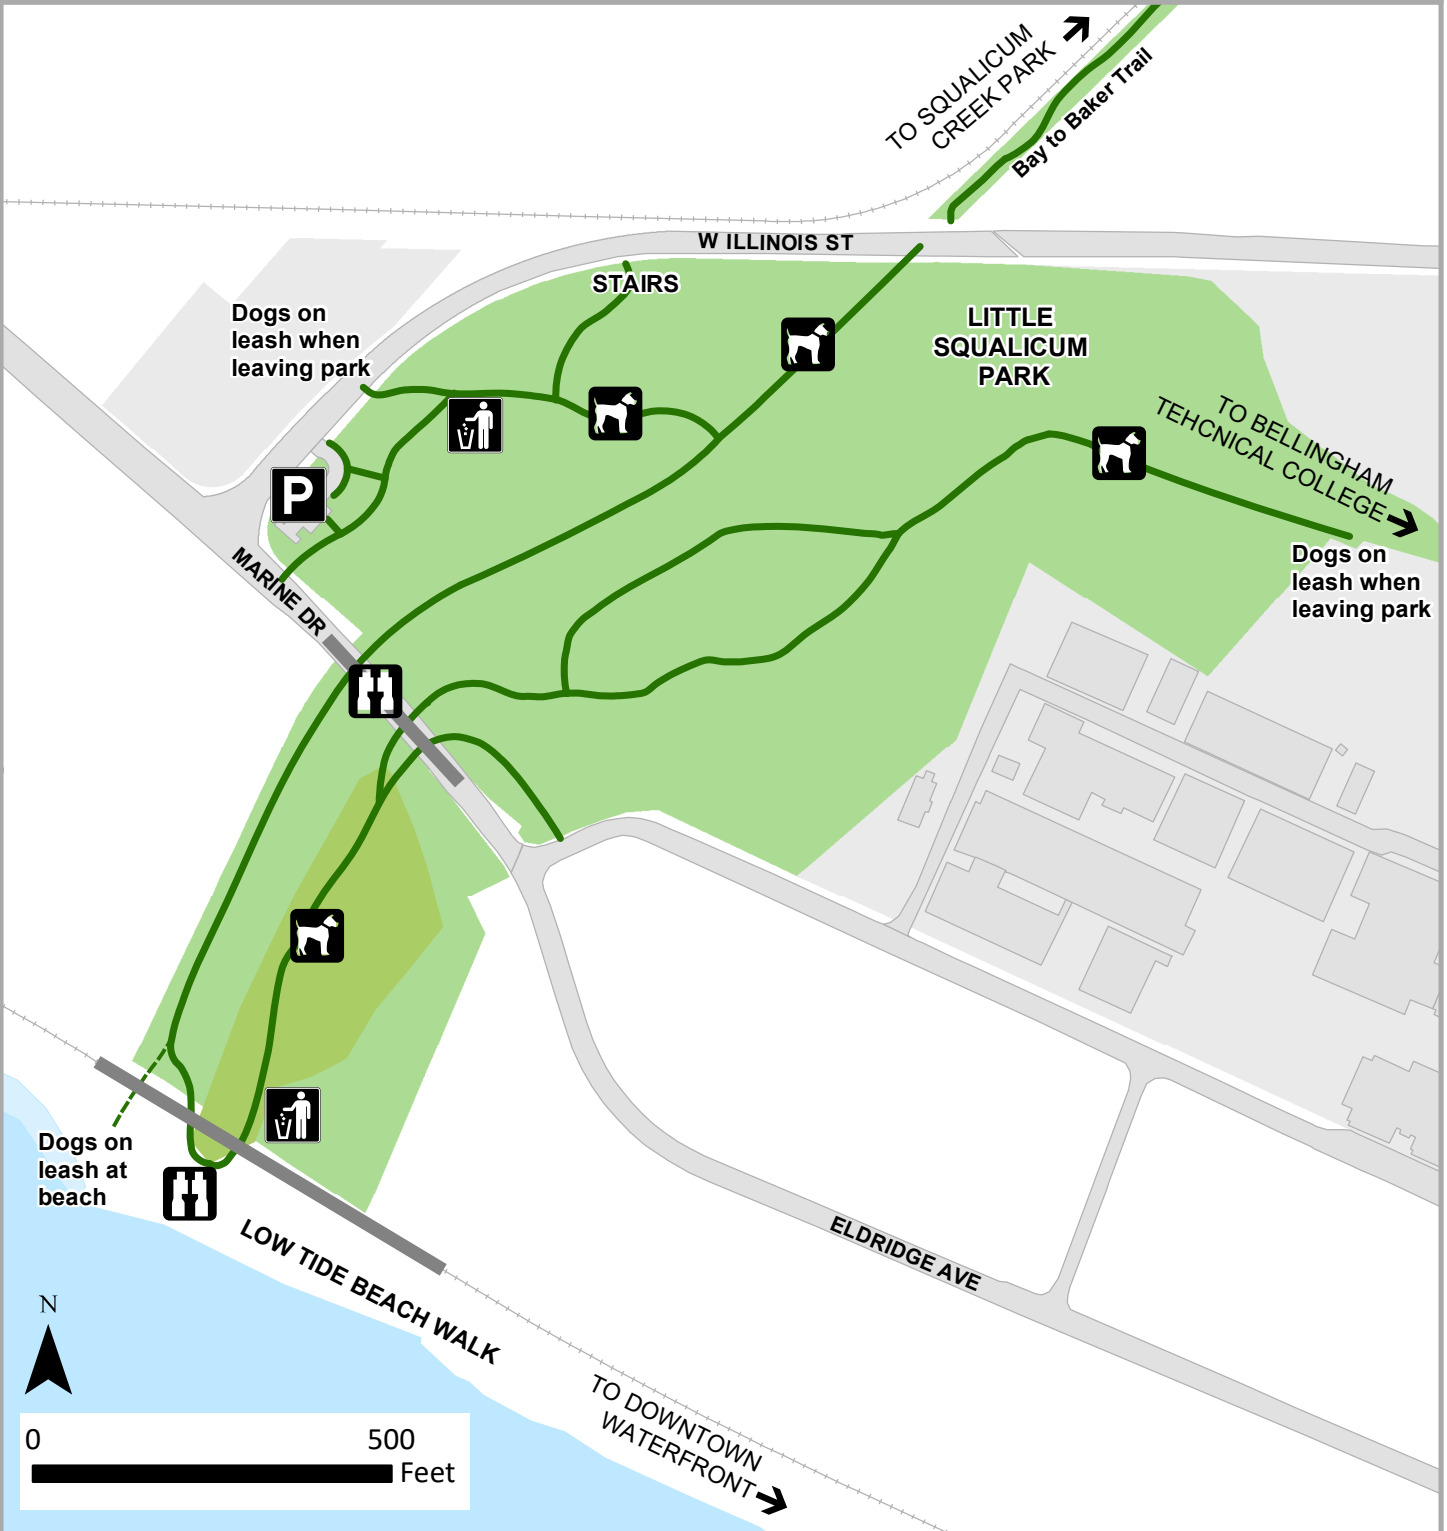 TO SQUALICUM
CREEK PARK
Bay to Baker Trail
W ILLINOIS ST
STAIRS
Dogs on
leash when
leaving park
LITTLE
SQUALICUM
PARK
TO BELLINGHAM
TEHCNICAL COLLEGE
P
MARINE DR
Dogs on
leash when
leaving park
Dogs on
leash at
beach
LOW TIDE BEACH WALK
ELDRIDGE AVE
N
TO DOWNTOWN
WATERFRONT
0 500
Feet